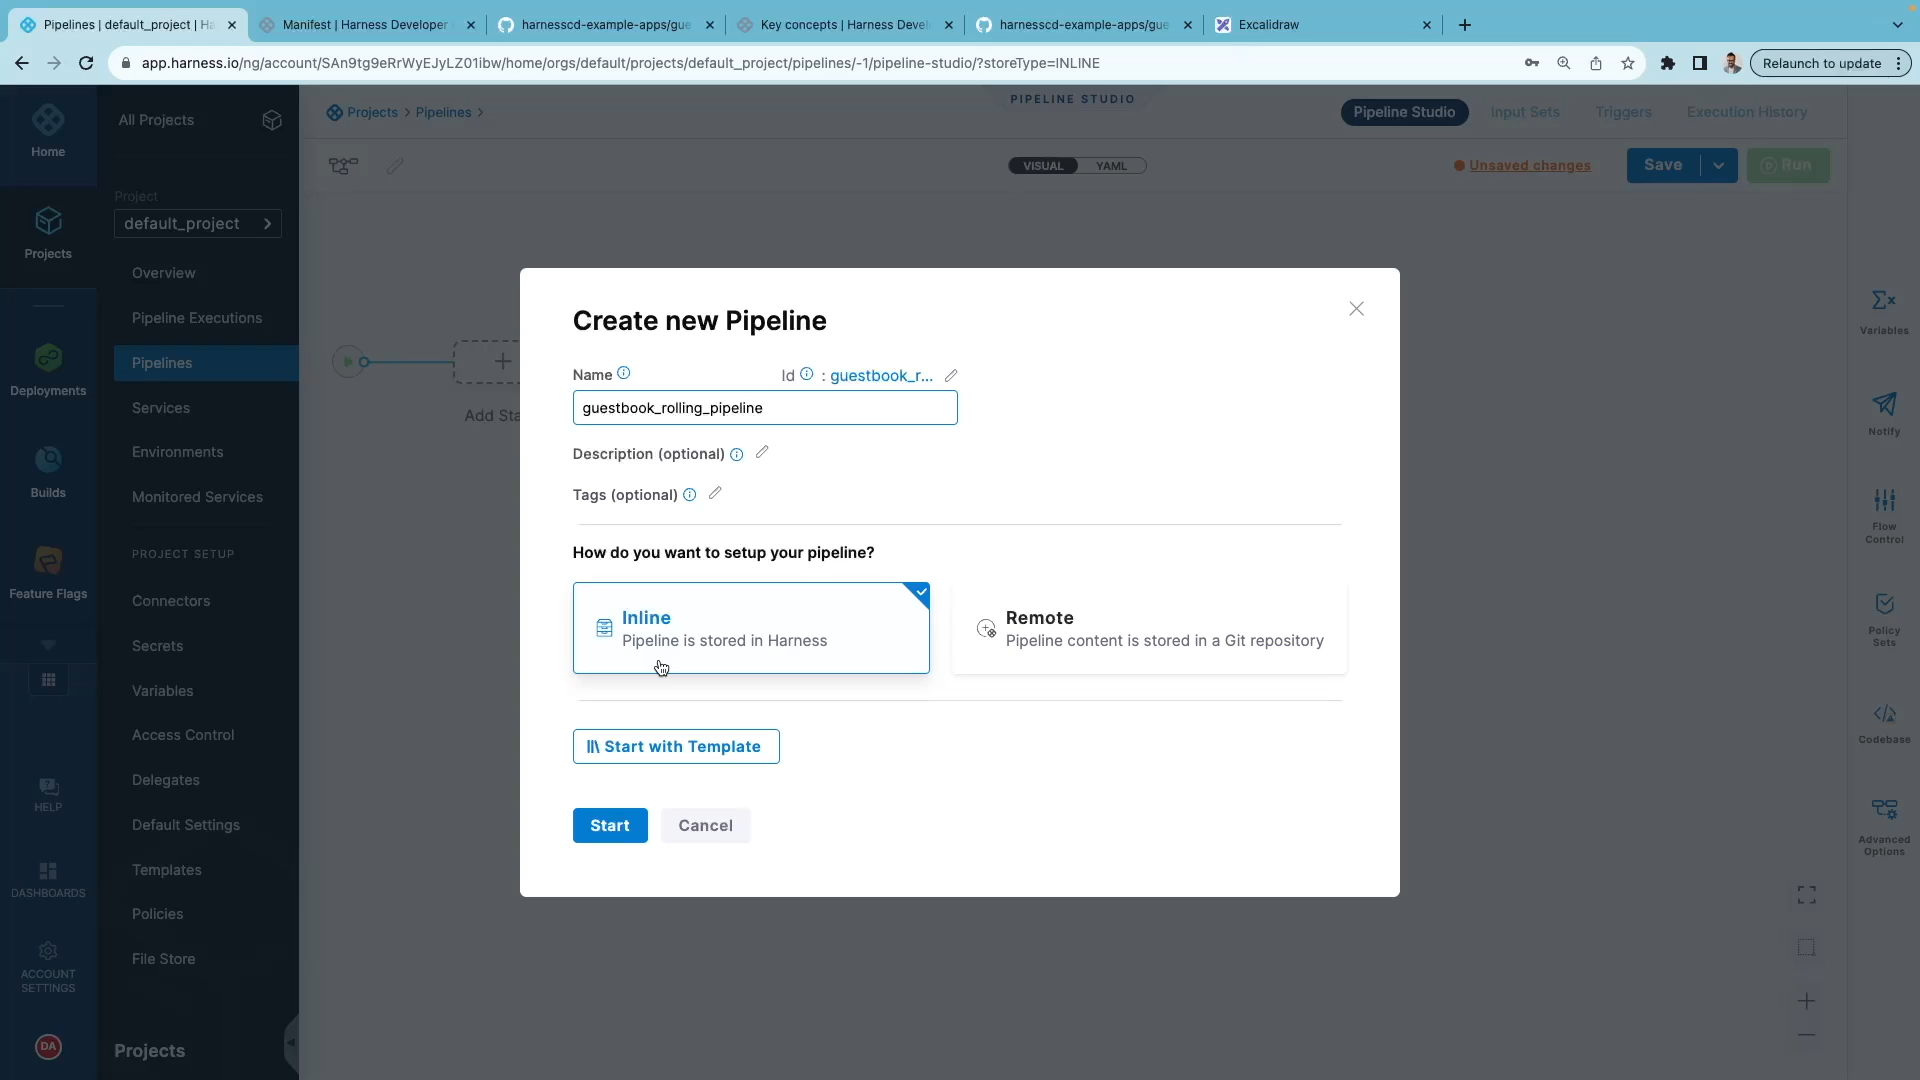 Pipelines | default_project | Ha
Manifest | Harness Developer
harnesscd-example-apps/gue
Key concepts | Harness Devel
harnesscd-example-apps/gue
Excalidraw
app.harness.io/ng/account/SAn9tg9eRrWyEJyLZ01ibw/home/orgs/default/projects/default_project/pipelines/-1/pipeline-studio/?storeType=INLINE
Relaunch to update
Home
Projects
Deployments
Builds
Feature Flags
HELP
DASHBOARDS
ACCOUNT
SETTINGS
DA
All Projects
Project
default_project
Overview
Pipeline Executions
Pipelines
Services
Environments
Monitored Services
PROJECT SETUP
Connectors
Secrets
Variables
Access Control
Delegates
Default Settings
Templates
Policies
File Store
Projects
Projects > Pipelines >
PIPELINE STUDIO
Pipeline Studio
Input Sets
Triggers
Execution History
VISUAL
YAML
Unsaved changes
Save
Run
Add Sta
Create new Pipeline
Name
Id : guestbook_r...
guestbook_rolling_pipeline
Description (optional)
Tags (optional)
How do you want to setup your pipeline?
Inline
Pipeline is stored in Harness
Remote
Pipeline content is stored in a Git repository
Start with Template
Start
Cancel
Variables
Notify
Flow
Control
Policy
Sets
Codebase
Advanced
Options